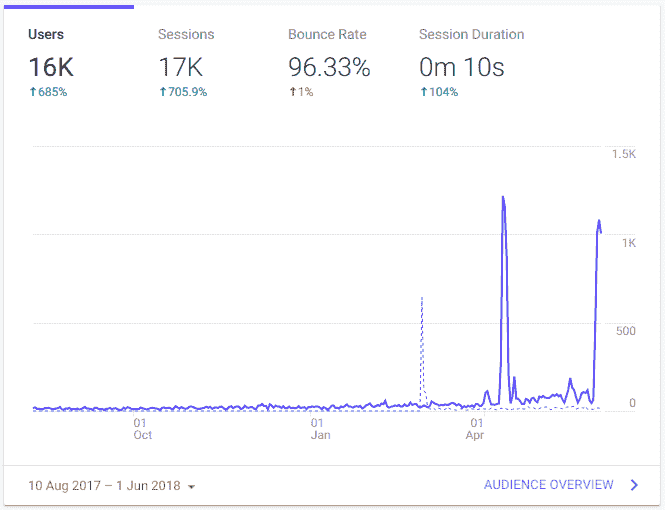 Users Sessions Bounce Rate Session Duration
16K 17K 96.33% 0m 10s
↑685% ↑705.9% ↑1% ↑104%
1.5K
1K
500
0
01 01 01
Oct Jan Apr
10 Aug 2017 – 1 Jun 2018 AUDIENCE OVERVIEW